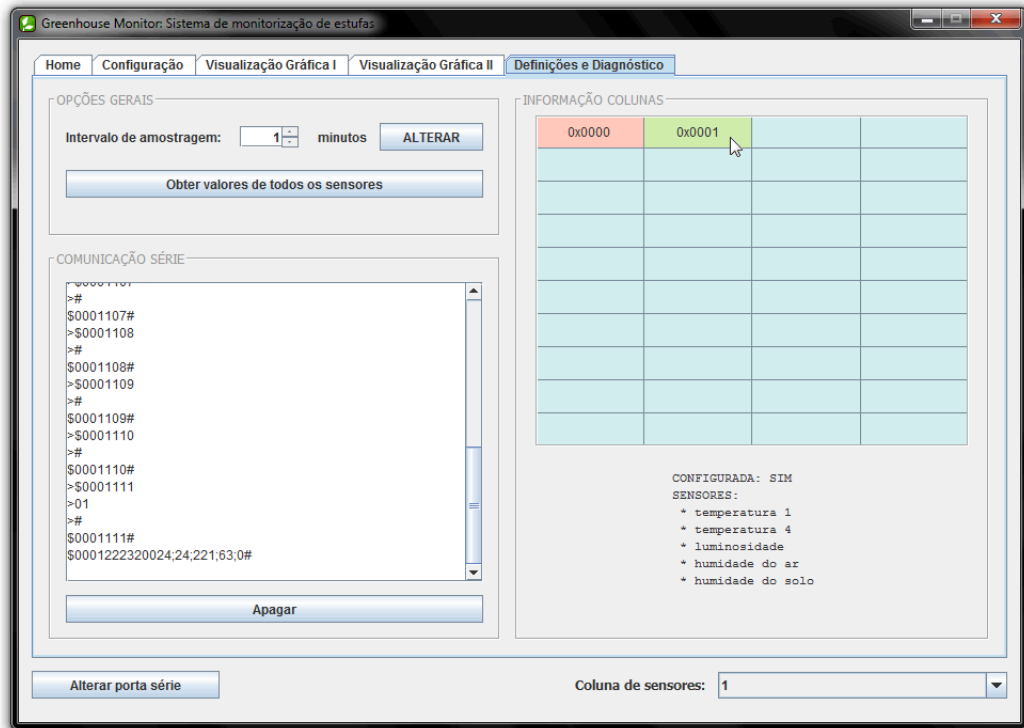 Greenhouse Monitor: Sistema de monitorização de estufas
Home
Configuração
Visualização Gráfica I
Visualização Gráfica II
Definições e Diagnóstico
OPÇÕES GERAIS
Intervalo de amostragem:
1
minutos
ALTERAR
Obter valores de todos os sensores
COMUNICAÇÃO SÉRIE
>#
$0001107#
>$0001108
>#
$0001108#
>$0001109
>#
$0001109#
>$0001110
>#
$0001110#
>$0001111
>01
>#
$0001111#
$0001222320024;24;221;63;0#
Apagar
INFORMAÇÃO COLUNAS
0x0000
0x0001
CONFIGURADA: SIM
SENSORES:
* temperatura 1
* temperatura 4
* luminosidade
* humidade do ar
* humidade do solo
Alterar porta série
Coluna de sensores:
1